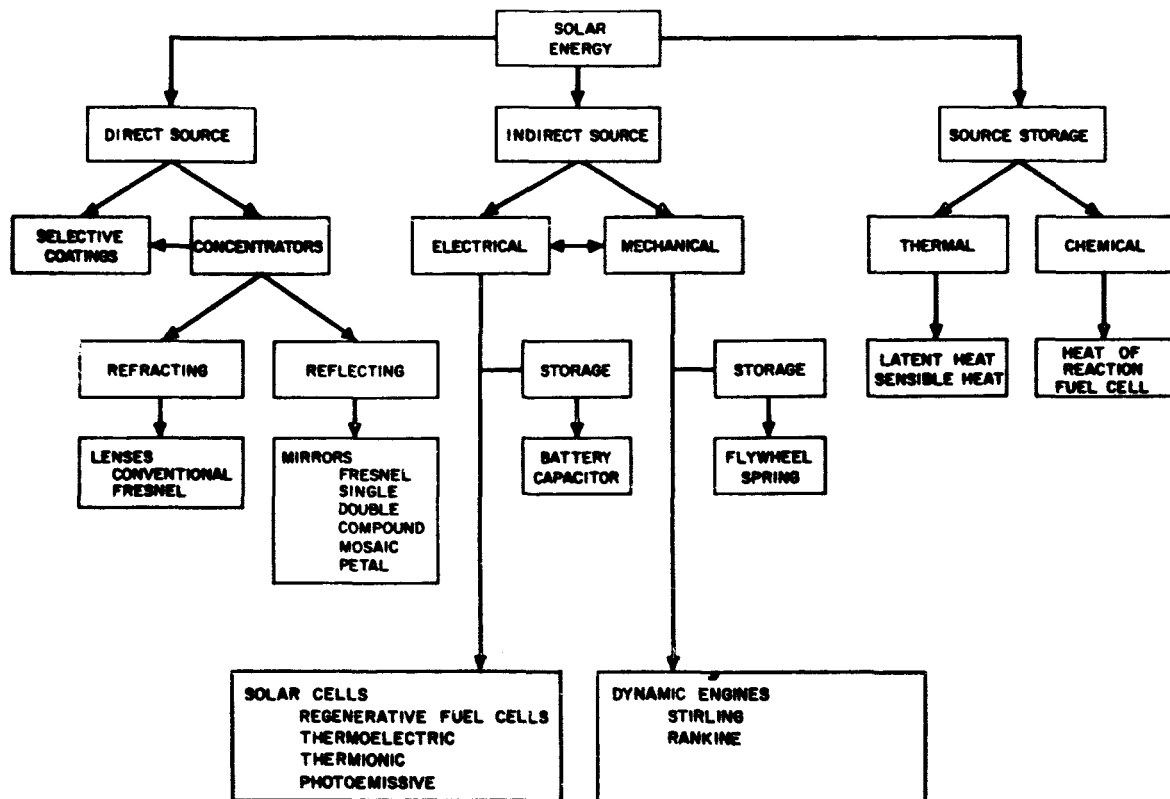 SOLAR
ENERGY
DIRECT SOURCE
INDIRECT SOURCE
SOURCE STORAGE
SELECTIVE
COATINGS
CONCENTRATORS
ELECTRICAL
MECHANICAL
THERMAL
CHEMICAL
REFRACTING
REFLECTING
STORAGE
STORAGE
LATENT HEAT
SENSIBLE HEAT
HEAT OF
REACTION
FUEL CELL
LENSES
CONVENTIONAL
FRESNEL
MIRRORS
FRESNEL
SINGLE
DOUBLE
COMPOUND
MOSAIC
PETAL
BATTERY
CAPACITOR
FLYWHEEL
SPRING
SOLAR CELLS
REGENERATIVE FUEL CELLS
THERMOELECTRIC
THERMIONIC
PHOTOEMISSIVE
DYNAMIC ENGINES
STIRLING
RANKINE